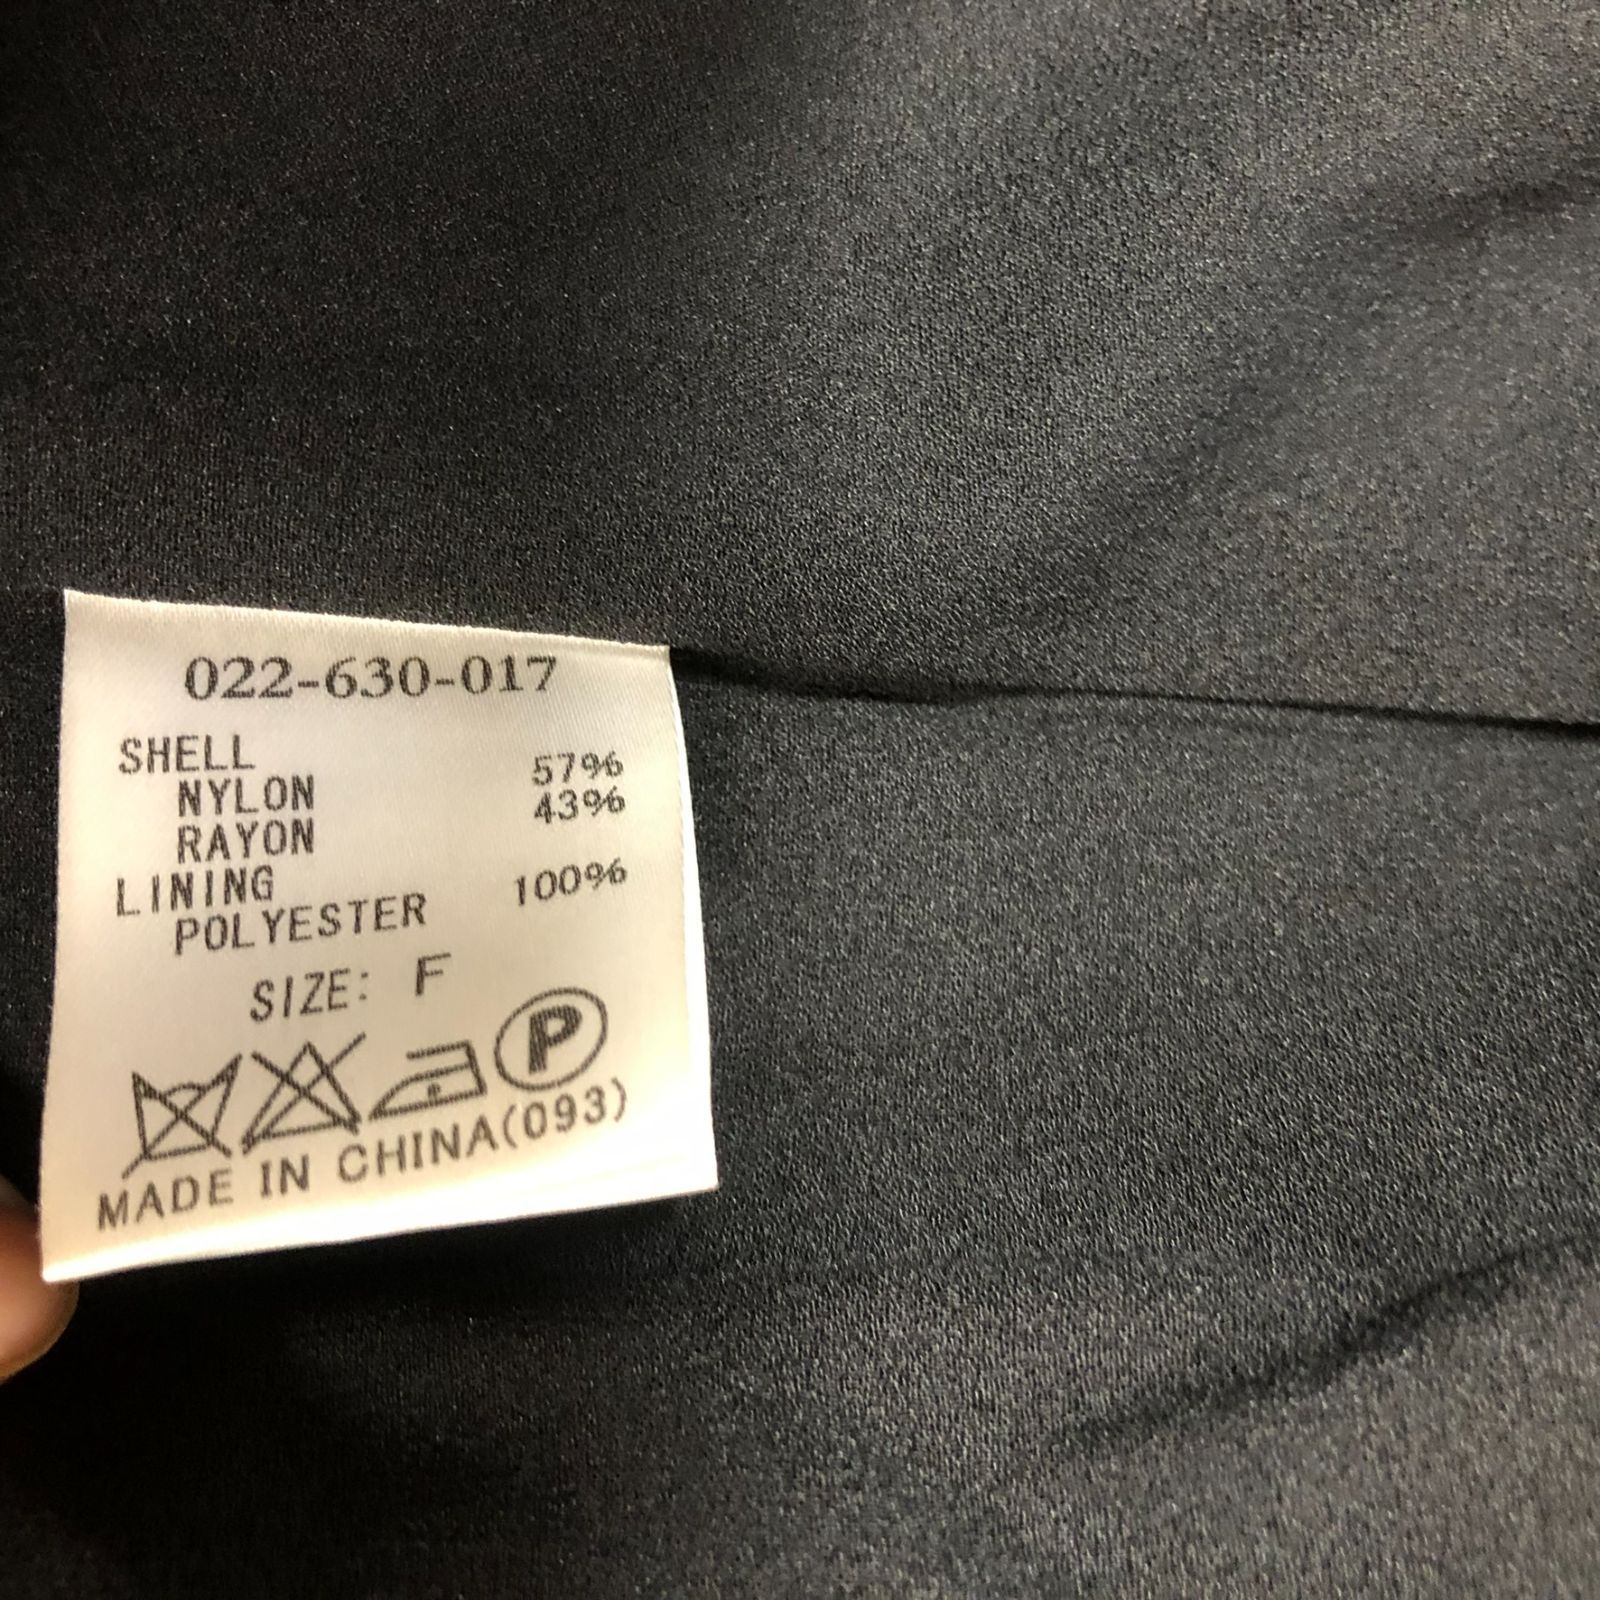 022-630-017
SHELL
NYLON 57%
RAYON 43%
LINING
POLYESTER 100%
SIZE: F
P
MADE IN CHINA(093)